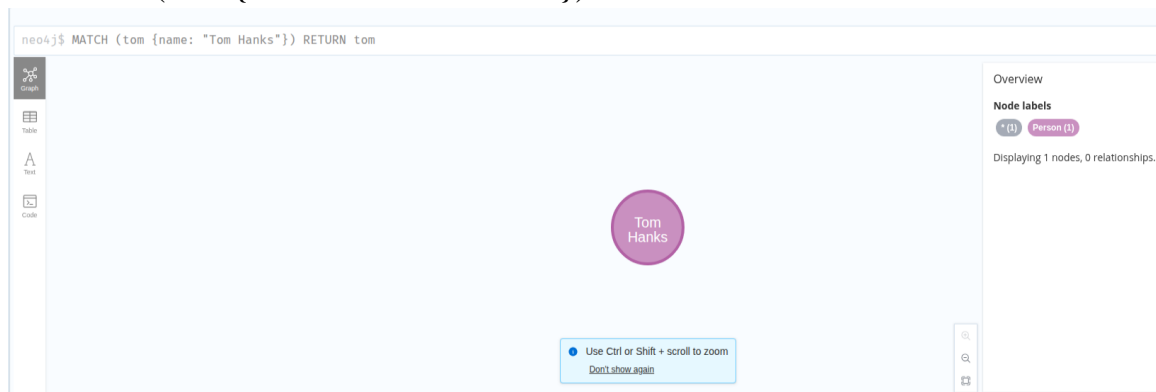 neo4j$ MATCH (tom {name: "Tom Hanks"}) RETURN tom
Graph
Table
Text
Code
Tom
Hanks
Use Ctrl or Shift + scroll to zoom
Don't show again
Overview
Node labels
* (1) Person (1)
Displaying 1 nodes, 0 relationships.